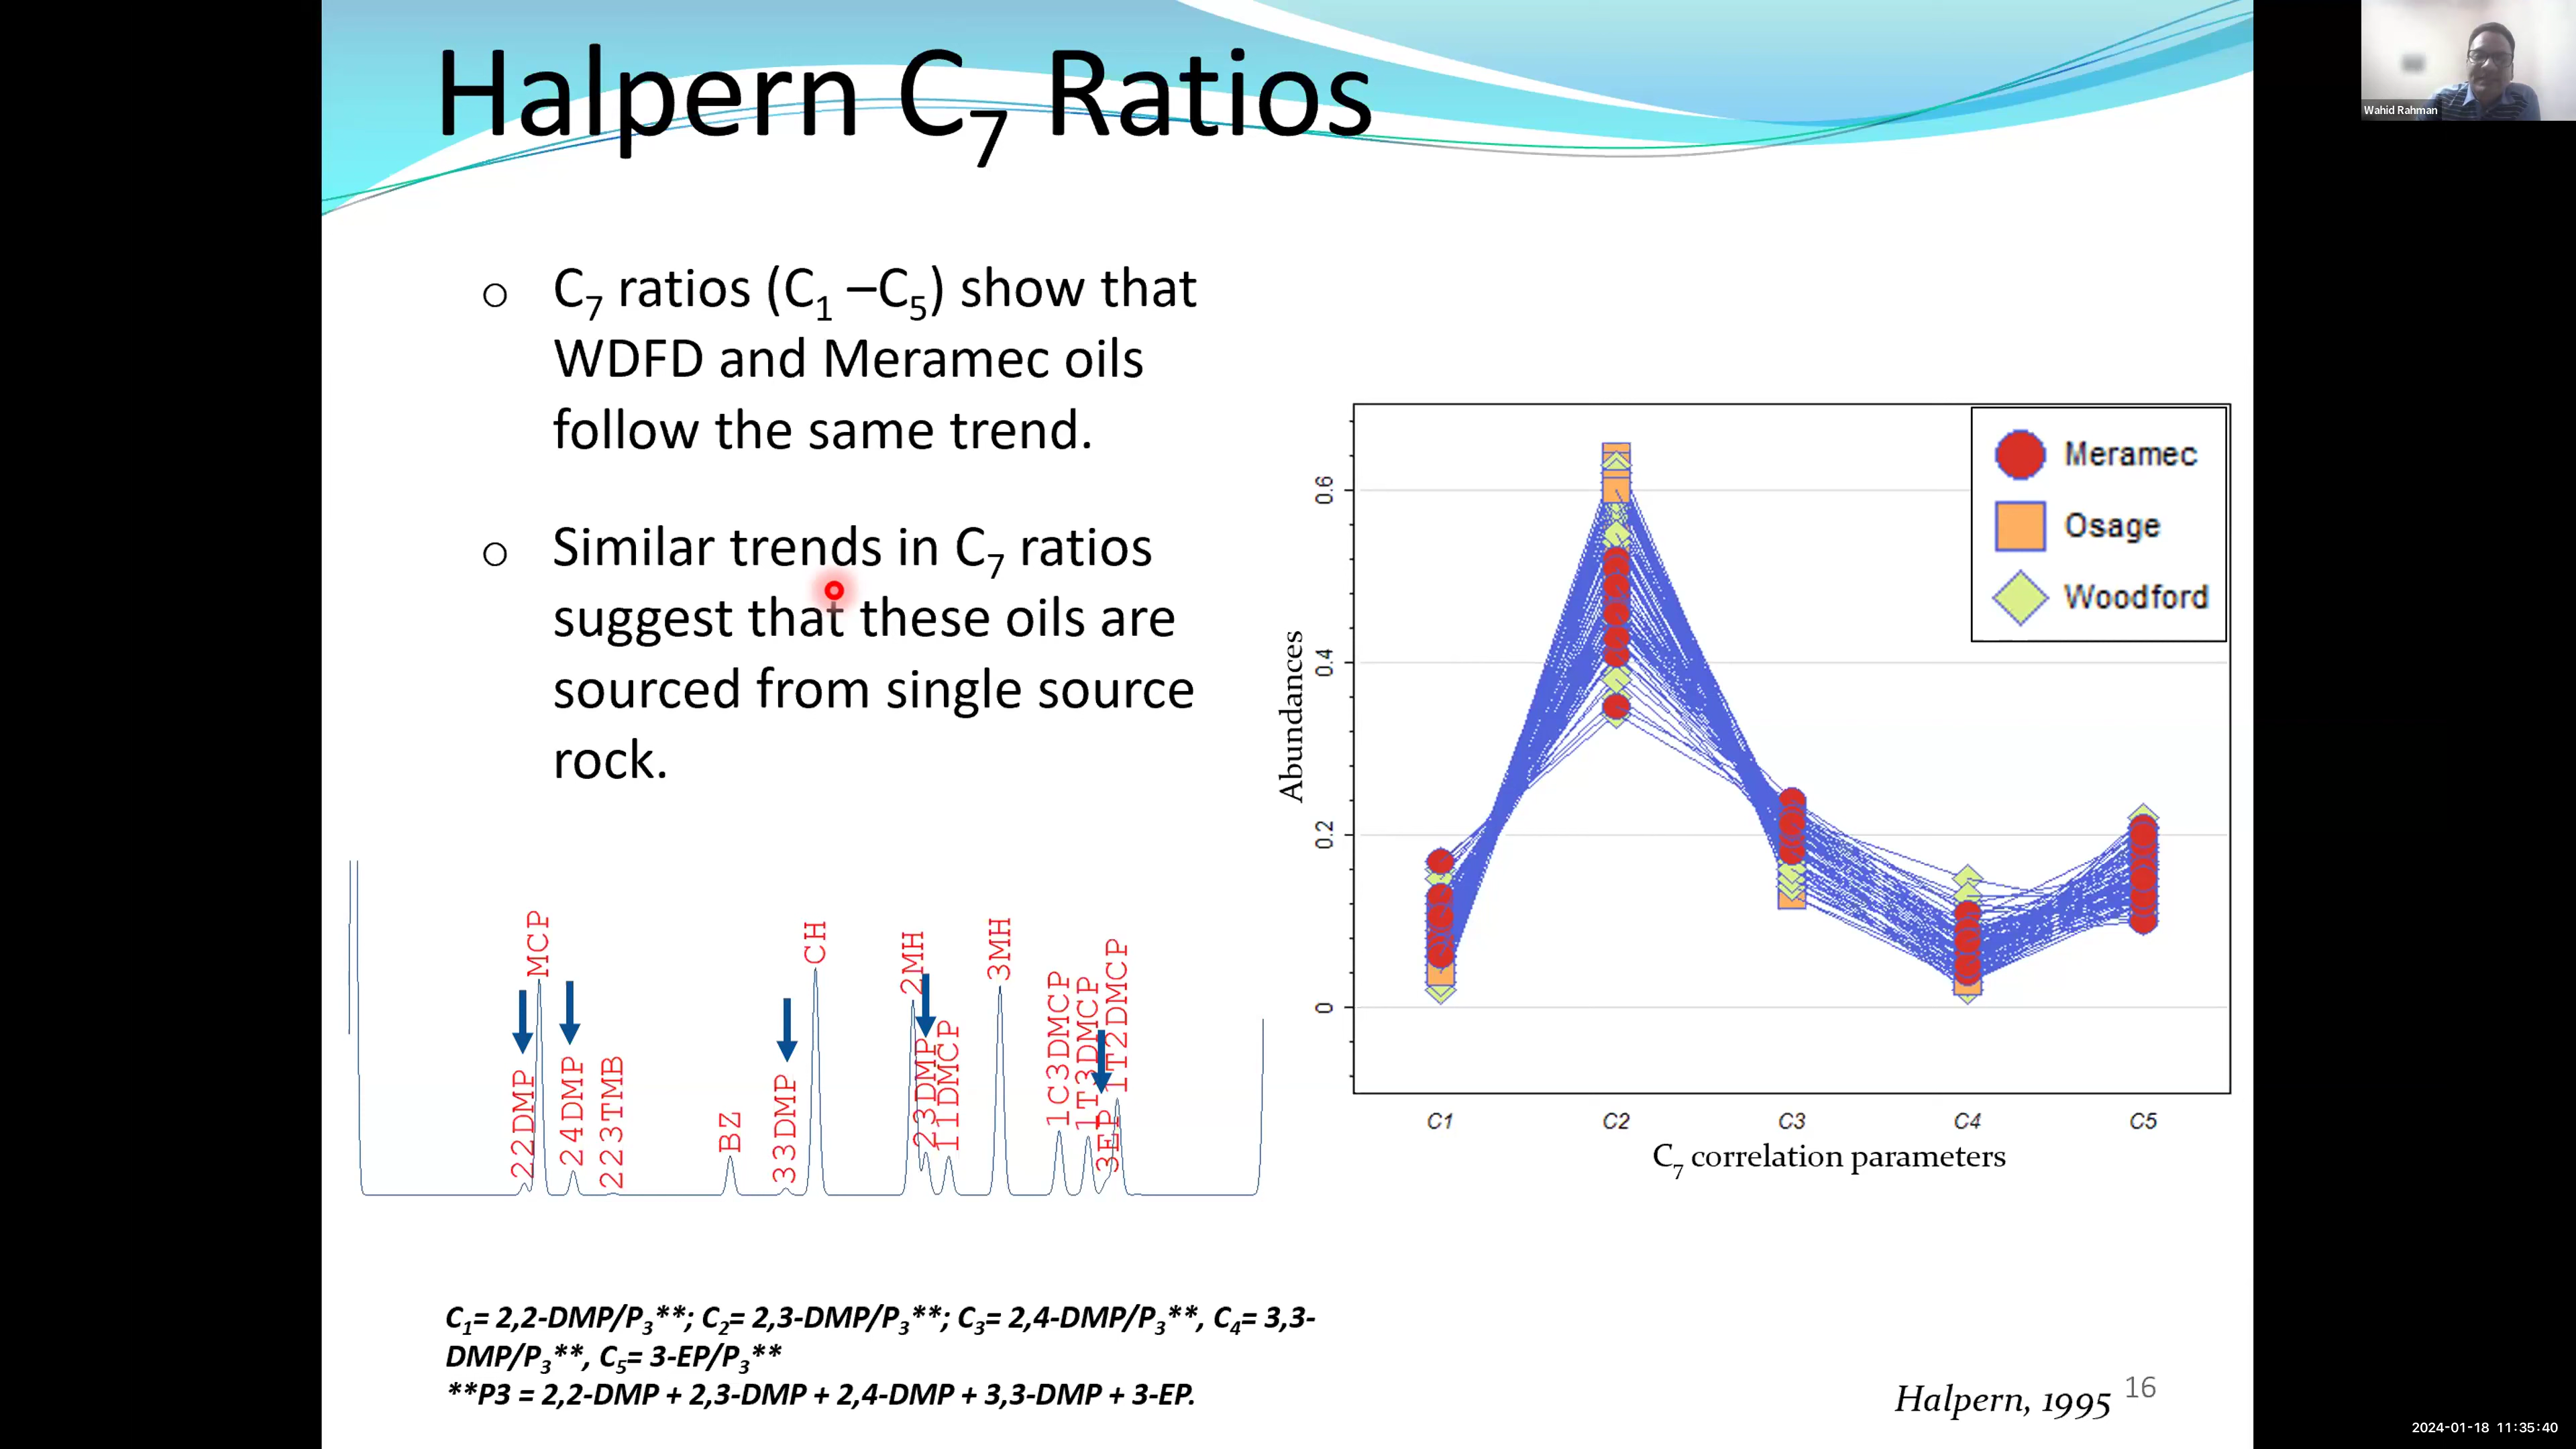 Halpern C7 Ratios
Wahid Rahman
○ C7 ratios (C1 –C5) show that
WDFD and Meramec oils
follow the same trend.
○ Similar trends in C7 ratios
suggest that these oils are
sourced from single source
rock.
Meramec
Osage
Woodford
Abundances
0.6
0.4
0.2
0
C1 C2 C3 C4 C5
C7 correlation parameters
22DMP
MCP
24DMP
223TMB
BZ
33DMP
CH
2MH
23DMP
11DMCP
3MH
1C3DMCP
1T3DMCP
3EP
1T2DMCP
C1= 2,2-DMP/P3**; C2= 2,3-DMP/P3**; C3= 2,4-DMP/P3**, C4= 3,3-
DMP/P3**, C5= 3-EP/P3**
**P3 = 2,2-DMP + 2,3-DMP + 2,4-DMP + 3,3-DMP + 3-EP.
Halpern, 1995
16
2024-01-18 11:35:40